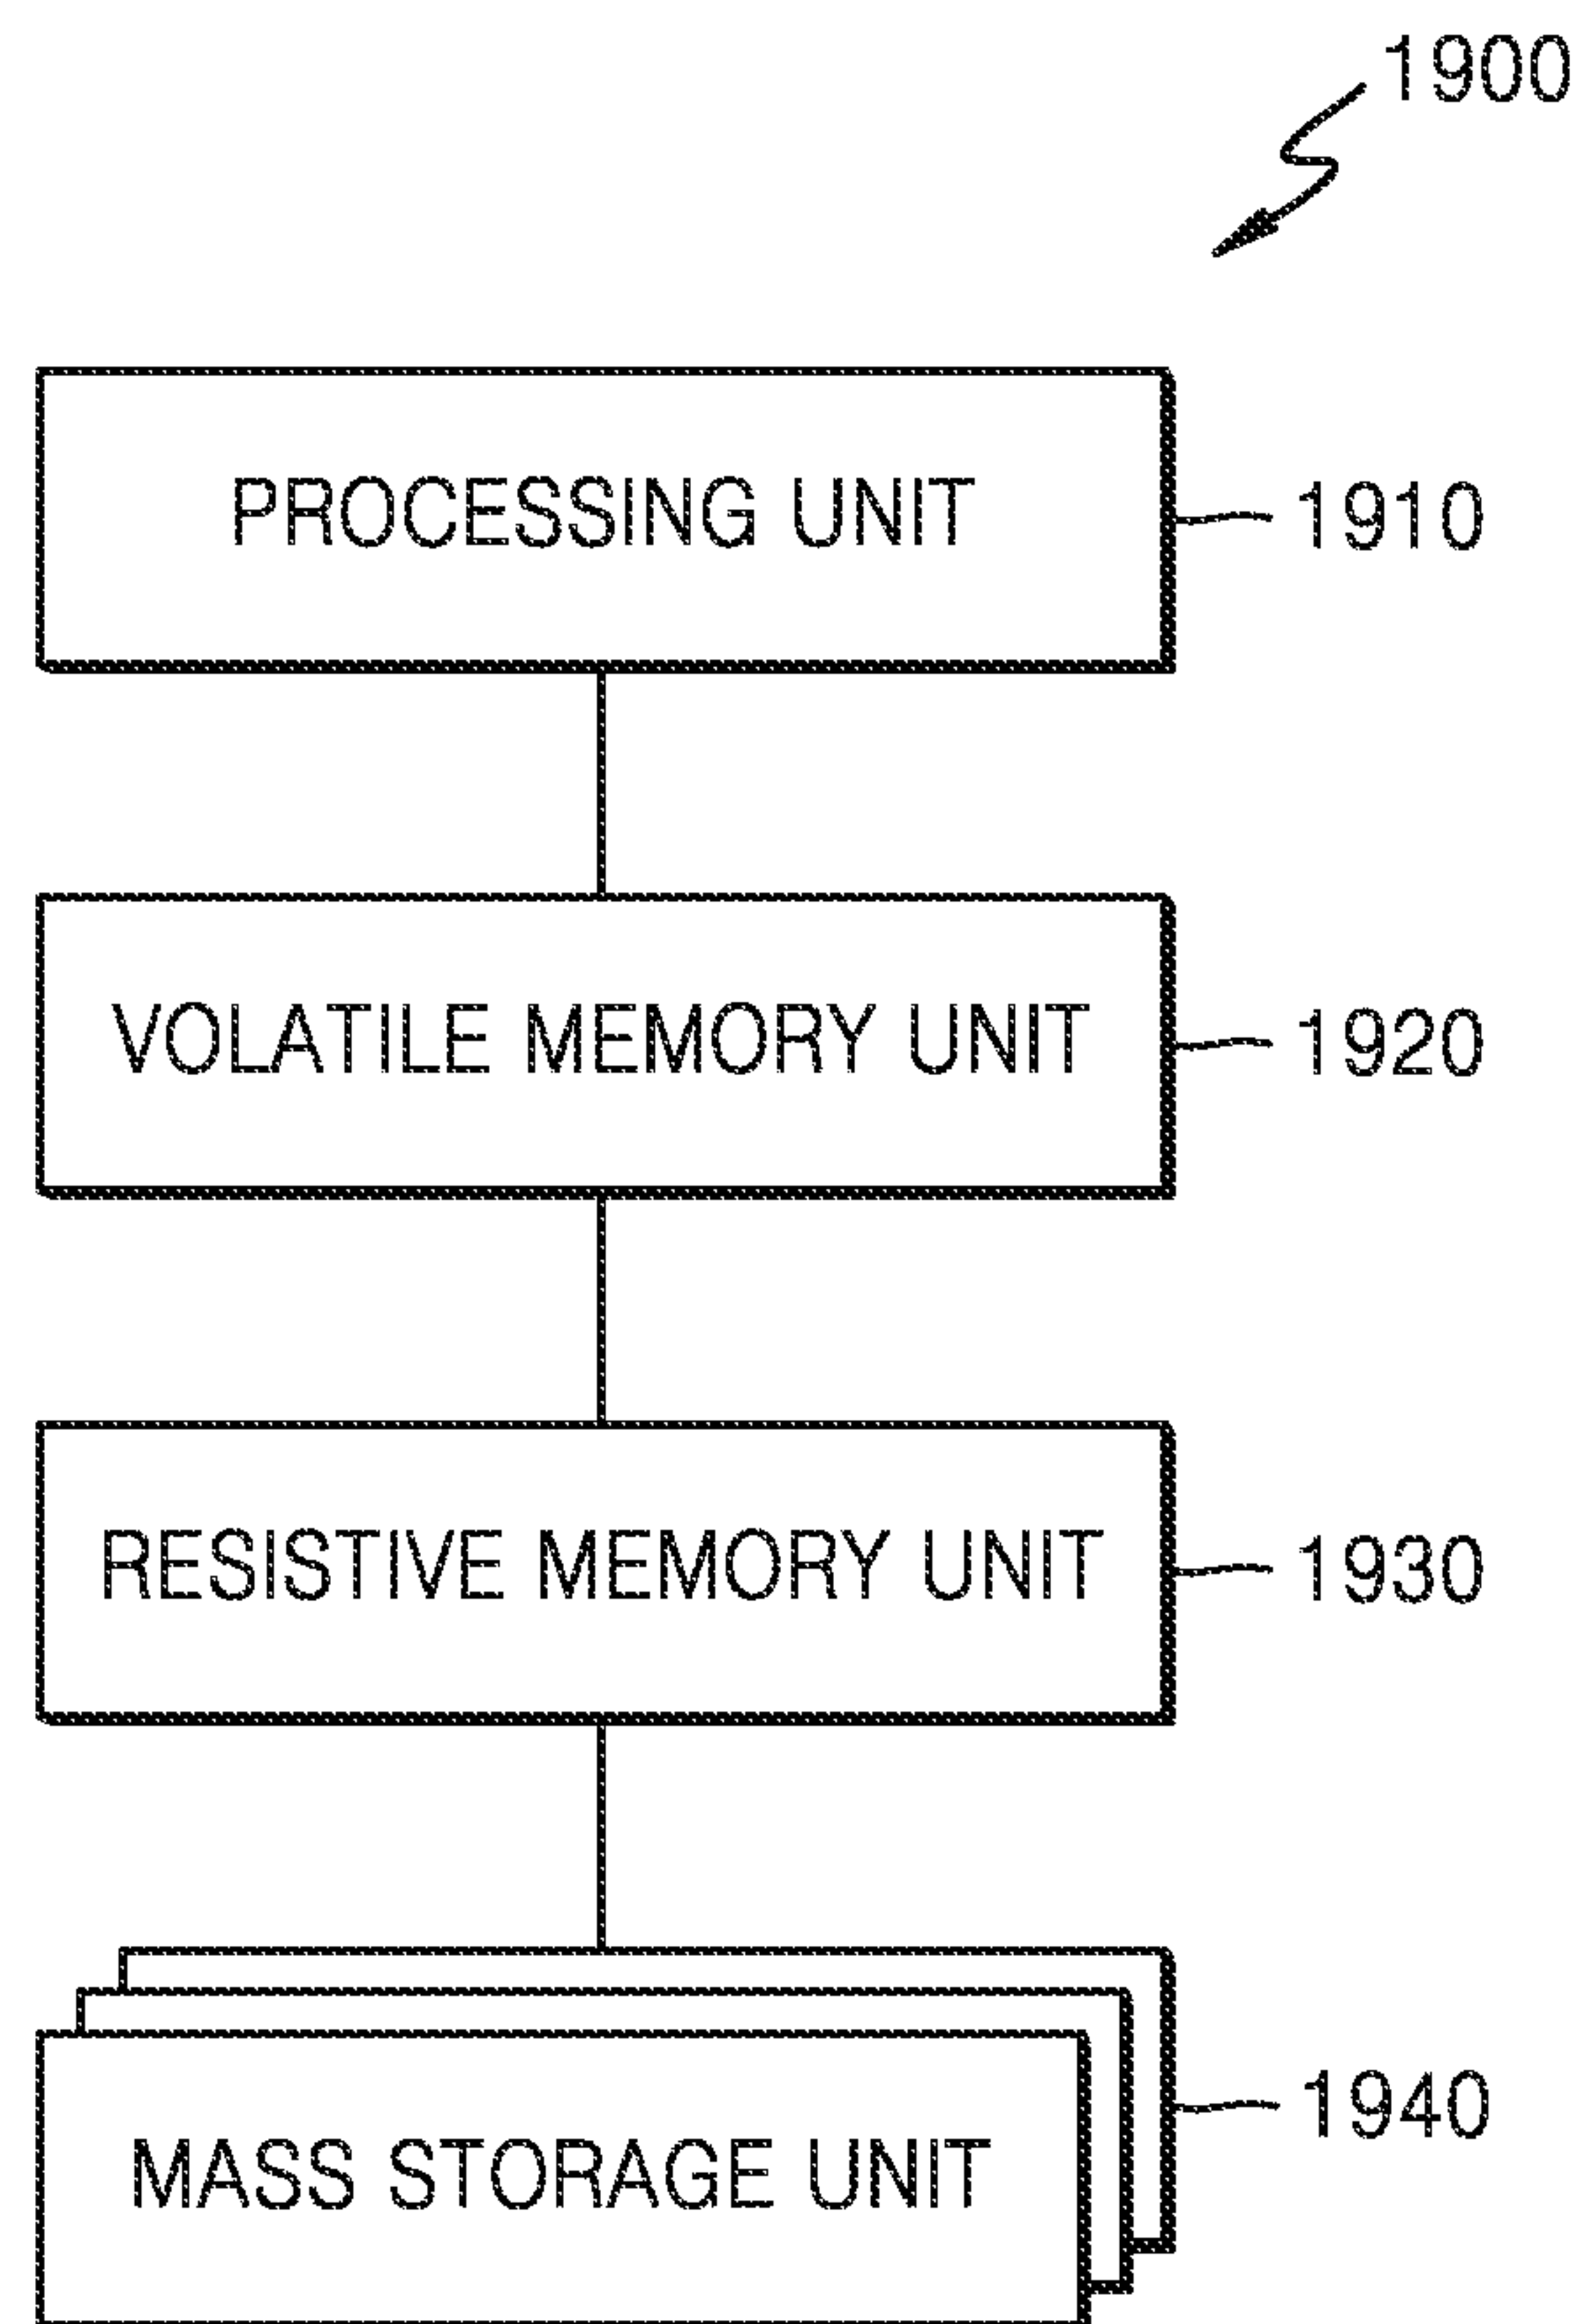 1900
PROCESSING UNIT 1910
VOLATILE MEMORY UNIT 1920
RESISTIVE MEMORY UNIT 1930
1940
MASS STORAGE UNIT